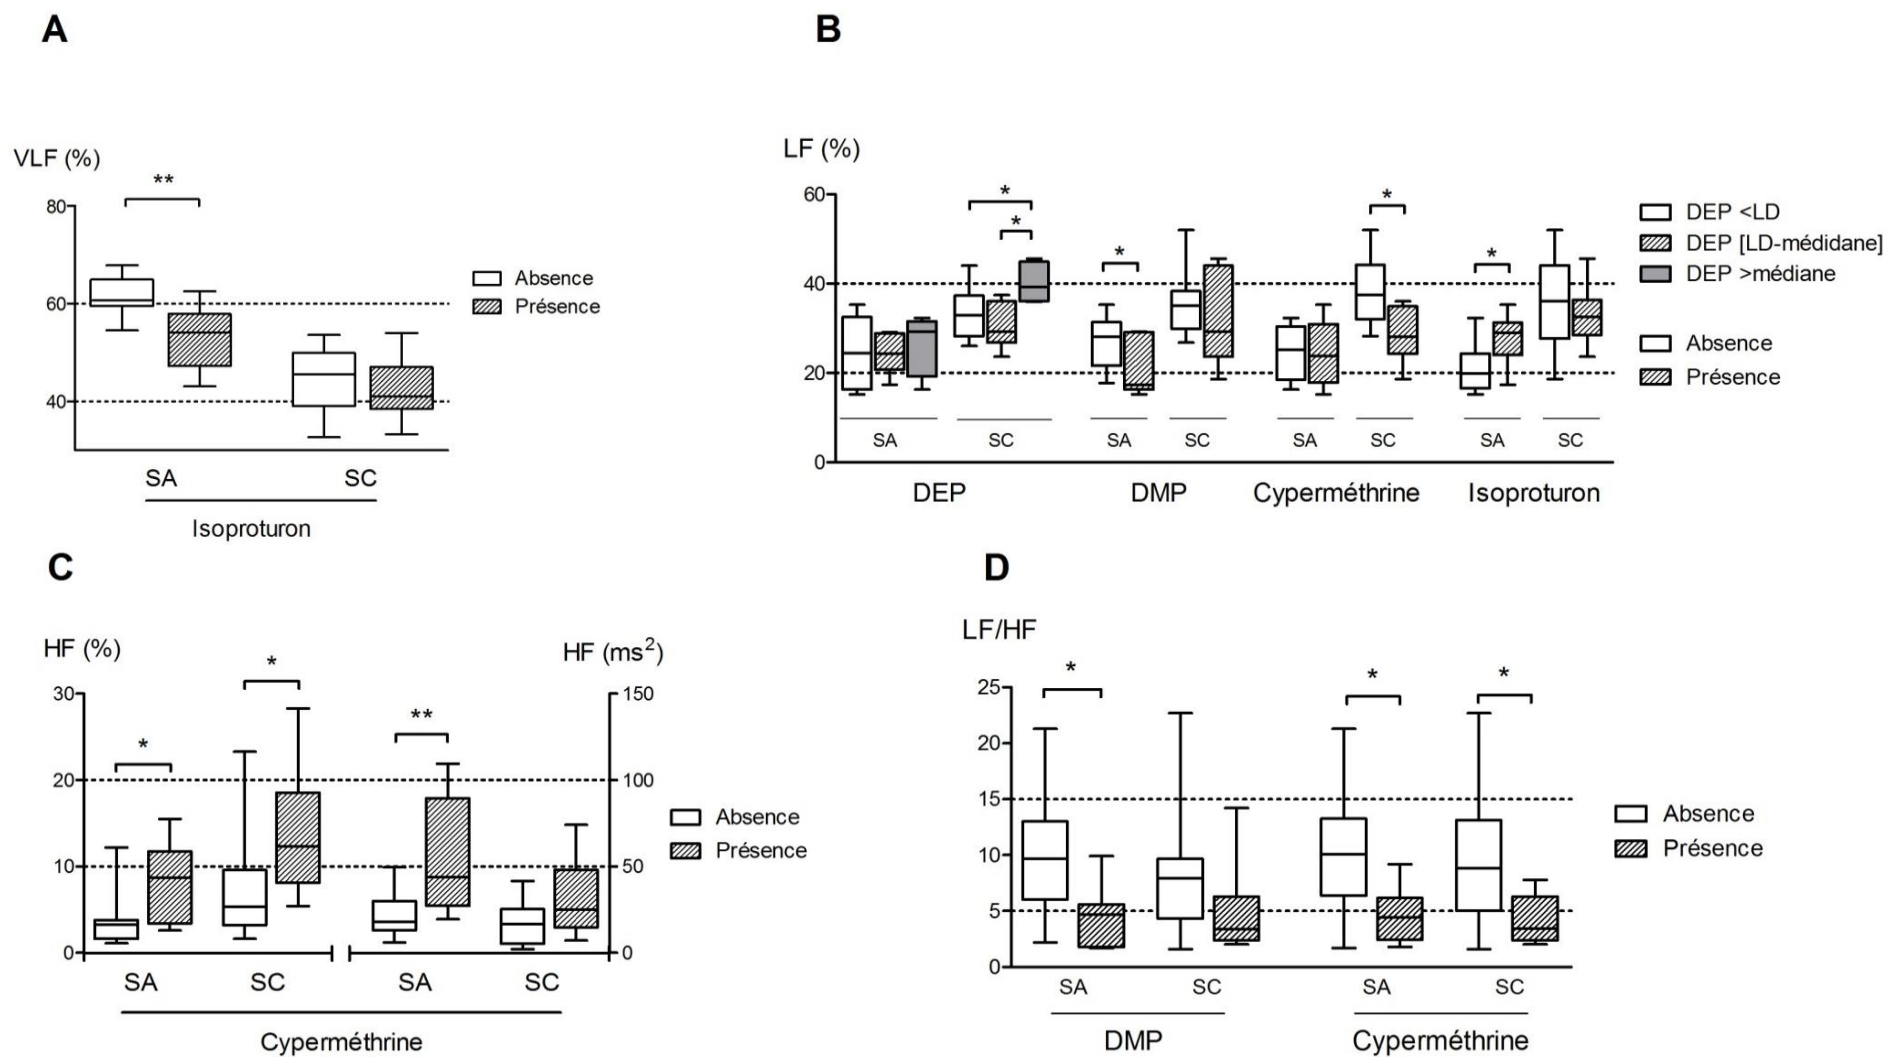 A
VLF (%)
**
80
60
40
Absence
Présence
SA SC
Isoproturon
B
LF (%)
60
40
20
0
*
*
*
*
*
DEP <LD
DEP [LD-médidane]
DEP >médiane
Absence
Présence
SA SC SA SC SA SC SA SC
DEP DMP Cyperméthrine Isoproturon
C
HF (%)
HF (ms²)
30
20
10
0
150
100
50
0
*
*
**
Absence
Présence
SA SC SA SC
Cyperméthrine
D
LF/HF
25
20
15
10
5
0
*
*
*
Absence
Présence
SA SC SA SC
DMP Cyperméthrine